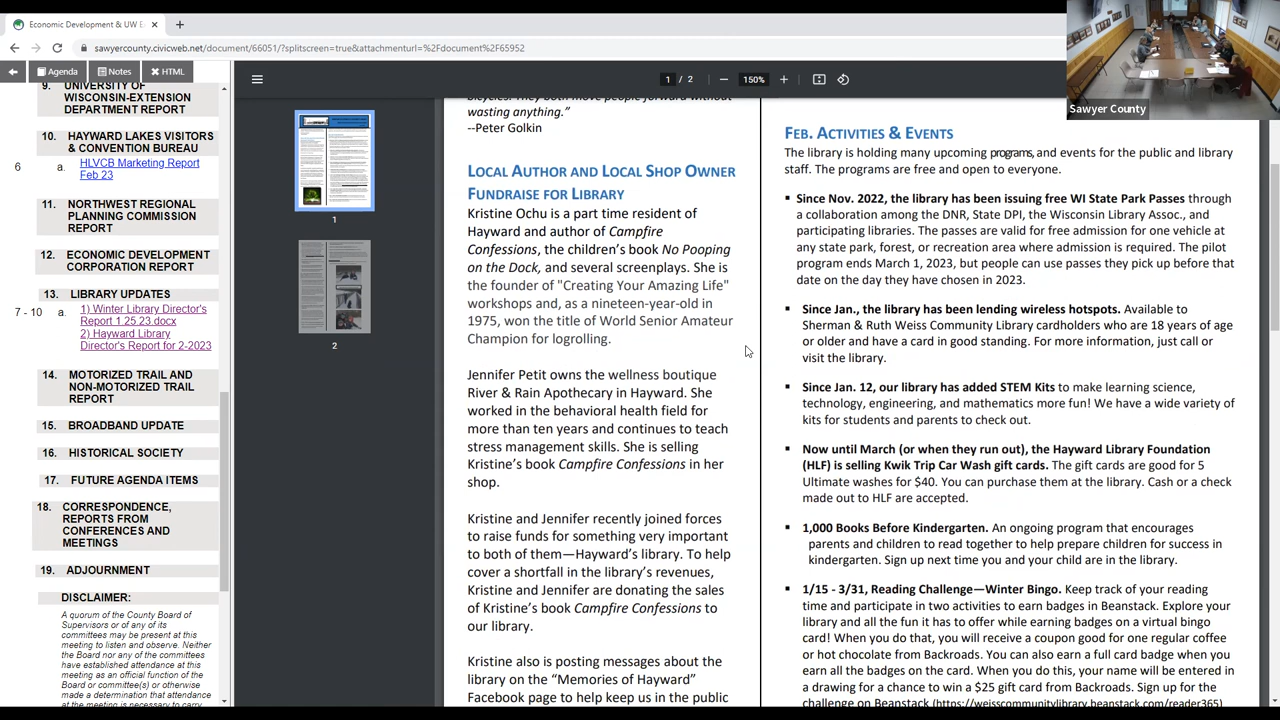 Economic Development & UW E
sawyercounty.civicweb.net/document/66051/?splitscreen=true&attachmenturl=%2Fdocument%2F65952
Agenda
Notes
HTML
9. UNIVERSITY OF
WISCONSIN-EXTENSION
DEPARTMENT REPORT
10. HAYWARD LAKES VISITORS
& CONVENTION BUREAU
6 a. HLVCB Marketing Report
Feb 23
11. NORTHWEST REGIONAL
PLANNING COMMISSION
REPORT
12. ECONOMIC DEVELOPMENT
CORPORATION REPORT
13. LIBRARY UPDATES
7 - 10 a. 1) Winter Library Director's
Report 1.25.23.docx
2) Hayward Library
Director's Report for 2-2023
14. MOTORIZED TRAIL AND
NON-MOTORIZED TRAIL
REPORT
15. BROADBAND UPDATE
16. HISTORICAL SOCIETY
17. FUTURE AGENDA ITEMS
18. CORRESPONDENCE,
REPORTS FROM
CONFERENCES AND
MEETINGS
19. ADJOURNMENT
DISCLAIMER:
A quorum of the County Board of
Supervisors or of any of its
committees may be present at this
meeting to listen and observe. Neither
the Board nor any of the committees
have established attendance at this
meeting as an official function of the
Board or committee(s) or otherwise
made a determination that attendance
at the meeting is necessary to carry
1 / 2
150%
1
2
bicycles. They both move people forward without
wasting anything.”
--Peter Golkin
LOCAL AUTHOR AND LOCAL SHOP OWNER
FUNDRAISE FOR LIBRARY
Kristine Ochu is a part time resident of
Hayward and author of Campfire
Confessions, the children’s book No Pooping
on the Dock, and several screenplays. She is
the founder of "Creating Your Amazing Life"
workshops and, as a nineteen-year-old in
1975, won the title of World Senior Amateur
Champion for logrolling.
Jennifer Petit owns the wellness boutique
River & Rain Apothecary in Hayward. She
worked in the behavioral health field for
more than ten years and continues to teach
stress management skills. She is selling
Kristine’s book Campfire Confessions in her
shop.
Kristine and Jennifer recently joined forces
to raise funds for something very important
to both of them—Hayward’s library. To help
cover a shortfall in the library’s revenues,
Kristine and Jennifer are donating the sales
of Kristine’s book Campfire Confessions to
our library.
Kristine also is posting messages about the
library on the “Memories of Hayward”
Facebook page to help keep us in the public
FEB. ACTIVITIES & EVENTS
The library is holding many upcoming programs and events for the public and library
staff. The programs are free and open to everyone.
▪ Since Nov. 2022, the library has been issuing free WI State Park Passes through
a collaboration among the DNR, State DPI, the Wisconsin Library Assoc., and
participating libraries. The passes are valid for free admission for one vehicle at
any state park, forest, or recreation area where admission is required. The pilot
program ends March 1, 2023, but people can use passes they pick up before that
date on the day they have chosen in 2023.
▪ Since Jan., the library has been lending wireless hotspots. Available to
Sherman & Ruth Weiss Community Library cardholders who are 18 years of age
or older and have a card in good standing. For more information, just call or
visit the library.
▪ Since Jan. 12, our library has added STEM Kits to make learning science,
technology, engineering, and mathematics more fun! We have a wide variety of
kits for students and parents to check out.
▪ Now until March (or when they run out), the Hayward Library Foundation
(HLF) is selling Kwik Trip Car Wash gift cards. The gift cards are good for 5
Ultimate washes for $40. You can purchase them at the library. Cash or a check
made out to HLF are accepted.
▪ 1,000 Books Before Kindergarten. An ongoing program that encourages
parents and children to read together to help prepare children for success in
kindergarten. Sign up next time you and your child are in the library.
▪ 1/15 - 3/31, Reading Challenge—Winter Bingo. Keep track of your reading
time and participate in two activities to earn badges in Beanstack. Explore your
library and all the fun it has to offer while earning badges on a virtual bingo
card! When you do that, you will receive a coupon good for one regular coffee
or hot chocolate from Backroads. You can also earn a full card badge when you
earn all the badges on the card. When you do this, your name will be entered in
a drawing for a chance to win a $25 gift card from Backroads. Sign up for the
challenge on Beanstack (https://weisscommunitylibrary.beanstack.com/reader365)
Sawyer County